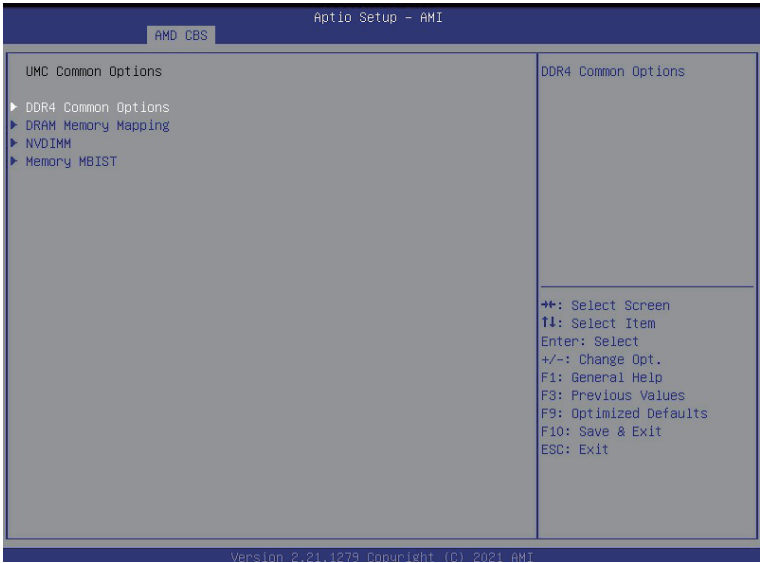 Aptio Setup – AMI
AMD CBS
UMC Common Options
DDR4 Common Options
DRAM Memory Mapping
NVDIMM
Memory MBIST
DDR4 Common Options
→←: Select Screen
↑↓: Select Item
Enter: Select
+/-: Change Opt.
F1: General Help
F3: Previous Values
F9: Optimized Defaults
F10: Save & Exit
ESC: Exit
Version 2.21.1279 Copyright (C) 2021 AMI